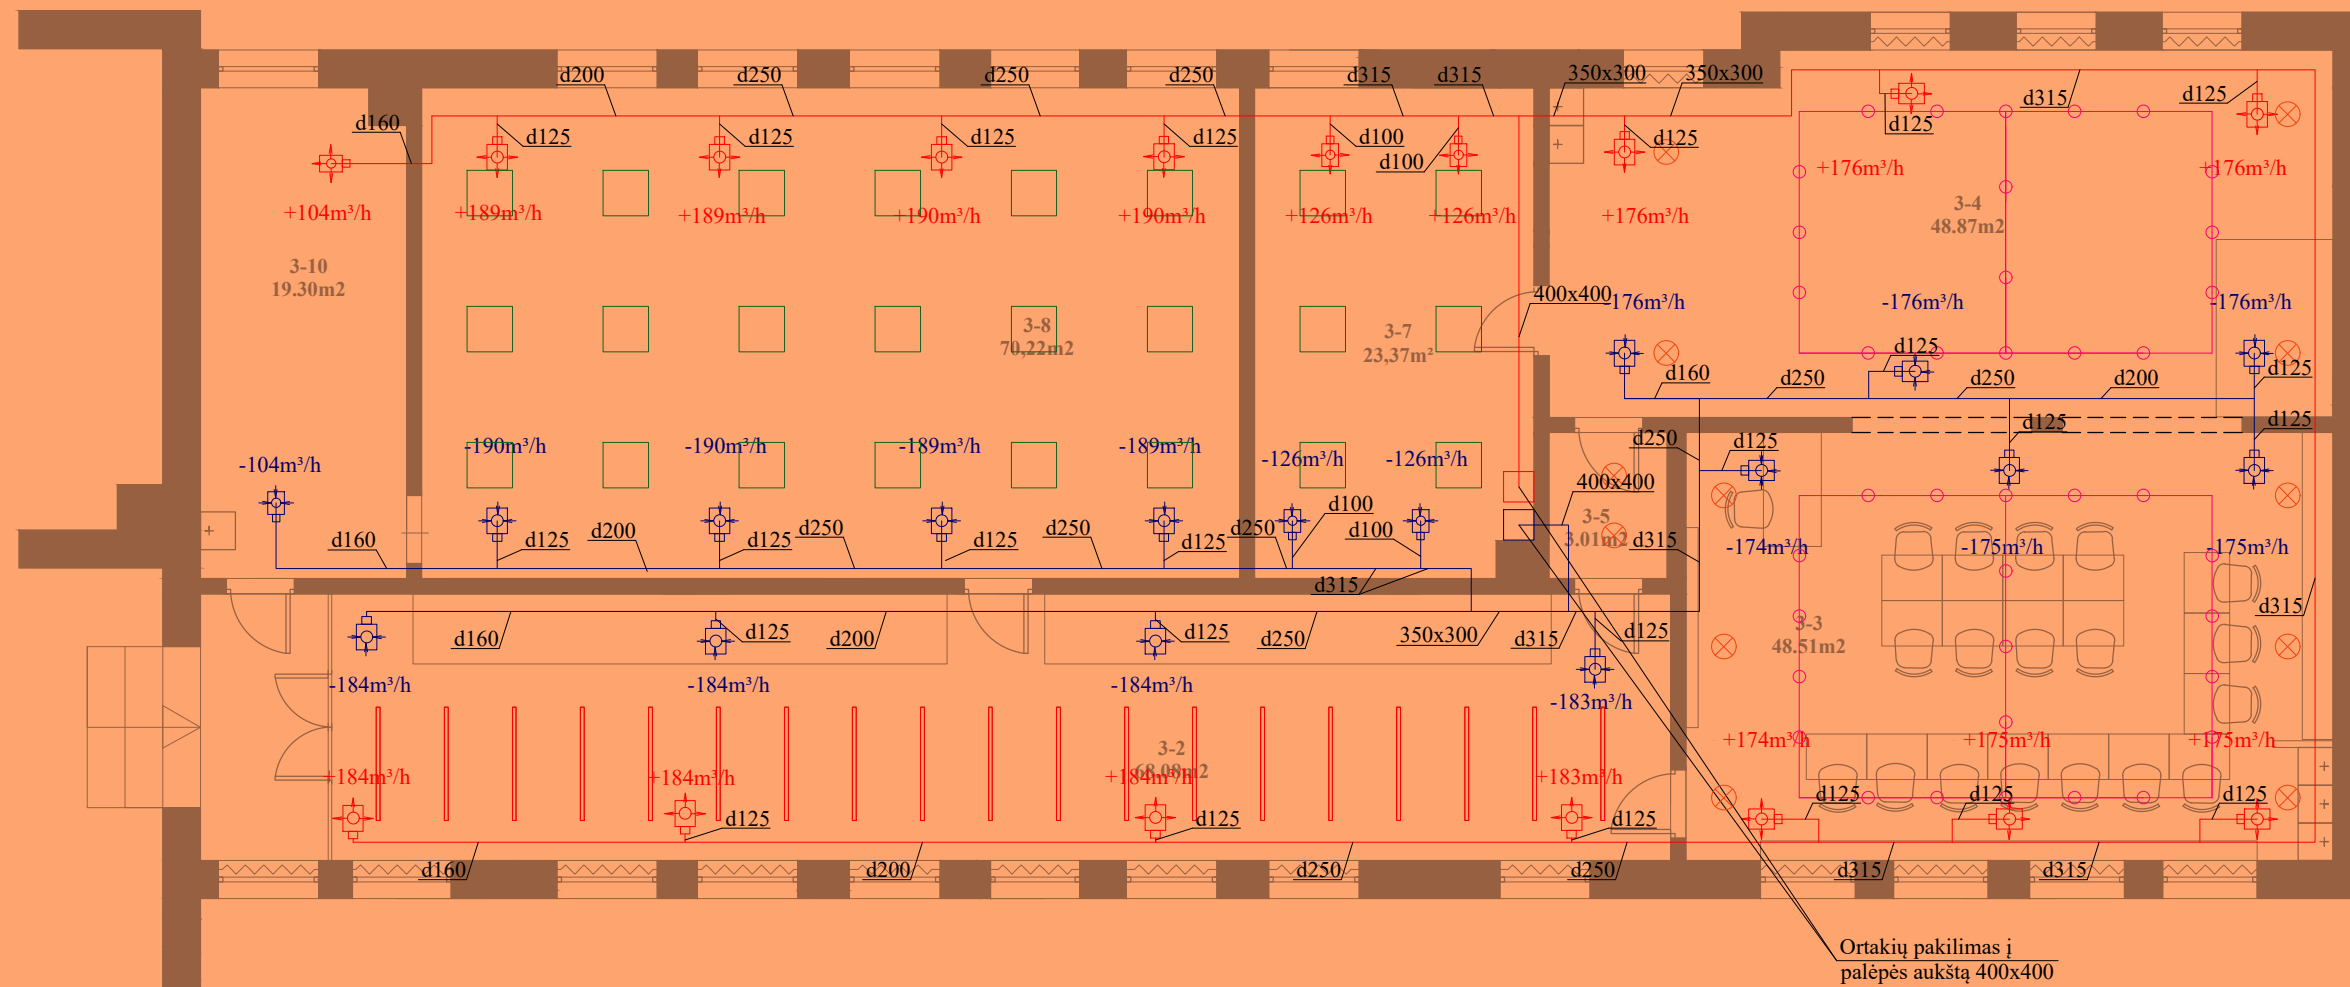 d200
d250
d250
d250
d315
d315
350x300
350x300
d315
d125
d160
d125
d125
d125
d125
d100
d100
d125
d125
+104m³/h
+189m³/h
+189m³/h
+190m³/h
+190m³/h
+126m³/h
+126m³/h
+176m³/h
+176m³/h
+176m³/h
3-4
48.87m2
3-10
19.30m2
3-8
70,22m2
3-7
23,37m²
400x400
-176m³/h
-176m³/h
-176m³/h
d125
d160
d250
d250
d200
d125
d250
d125
d125
d125
-104m³/h
-190m³/h
-190m³/h
-189m³/h
-189m³/h
-126m³/h
-126m³/h
400x400
3-5
3.01m2
d160
d125
d200
d125
d250
d125
d250
d125
d250
d100
d100
d315
d315
-174m³/h
-175m³/h
-175m³/h
d160
d125
d200
d125
d250
350x300
d315
d125
3-3
48.51m2
d315
-184m³/h
-184m³/h
-184m³/h
-183m³/h
3-2
68.08m2
+184m³/h
+184m³/h
+184m³/h
+183m³/h
+174m³/h
+175m³/h
+175m³/h
d125
d125
d125
d125
d125
d125
d160
d200
d250
d250
d315
d315
Ortakių pakilimas į
palėpės aukštą 400x400